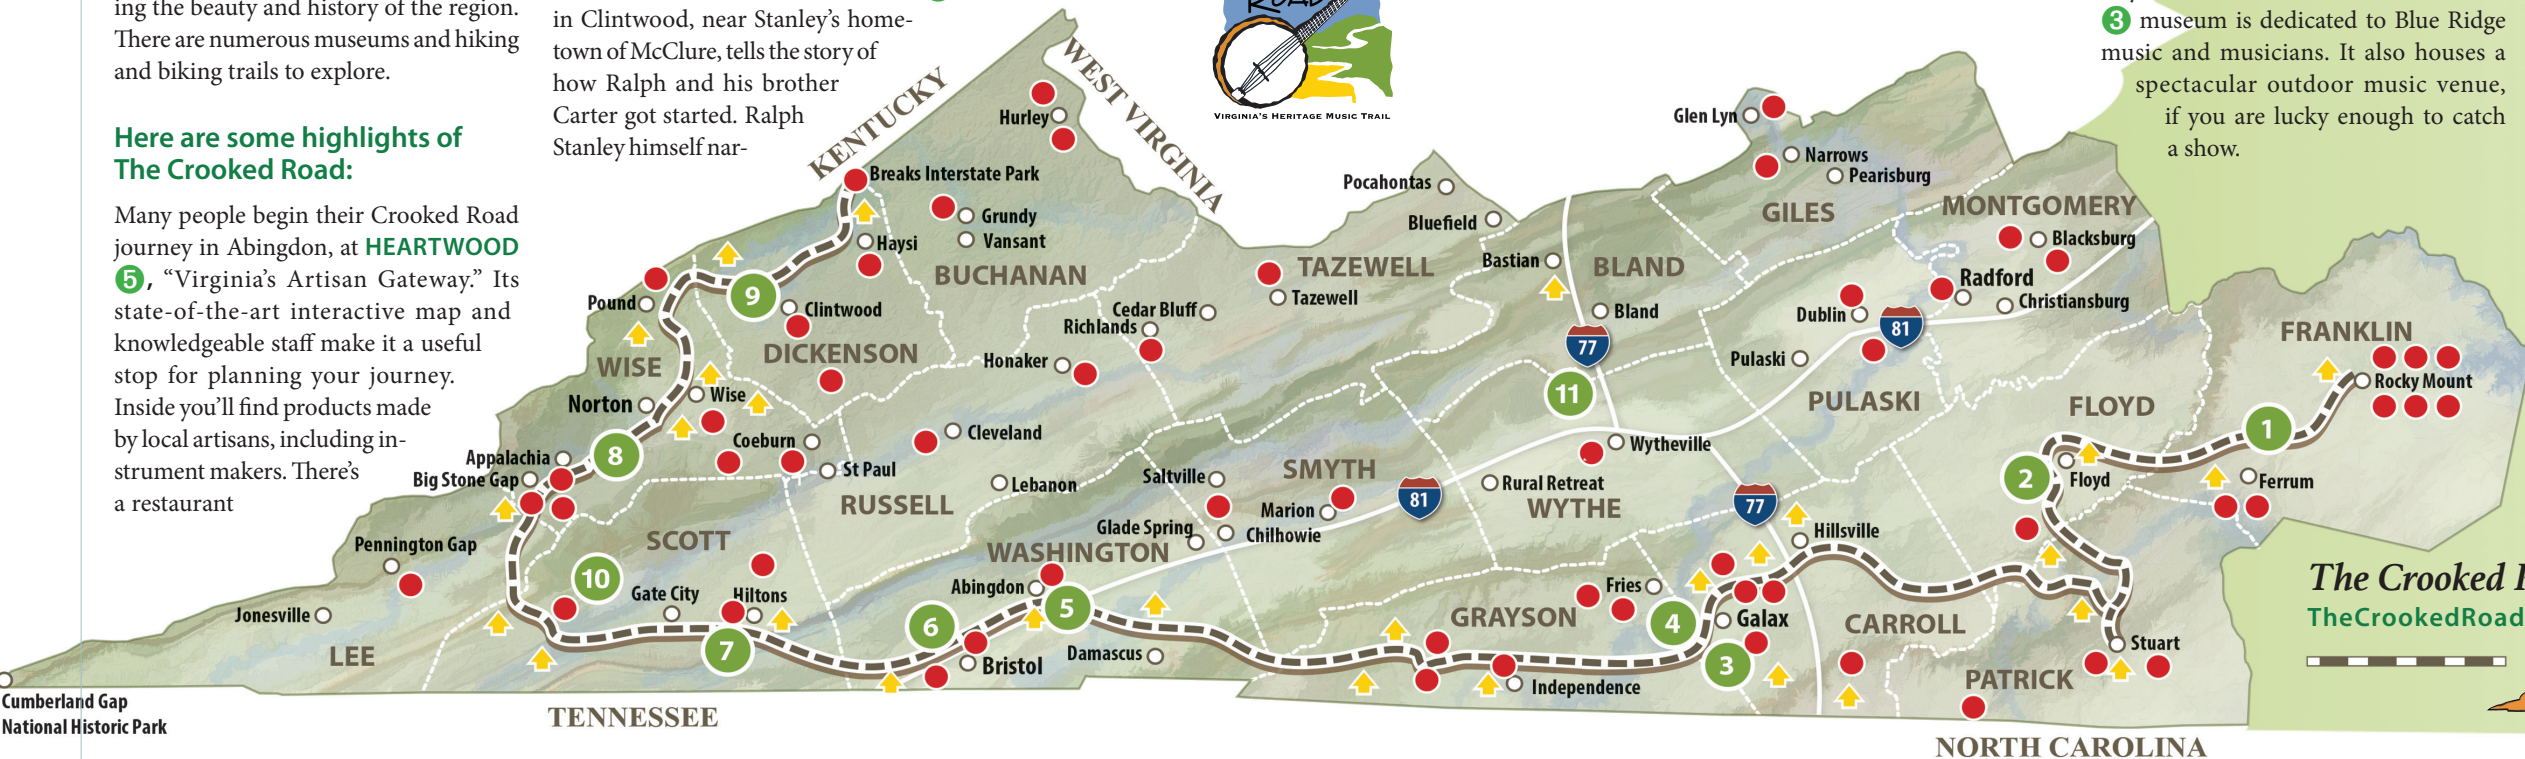 ing the beauty and history of the region.
There are numerous museums and hiking
and biking trails to explore.
Here are some highlights of
The Crooked Road:
Many people begin their Crooked Road
journey in Abingdon, at HEARTWOOD
5, “Virginia’s Artisan Gateway.” Its
state-of-the-art interactive map and
knowledgeable staff make it a useful
stop for planning your journey.
Inside you’ll find products made
by local artisans, including in-
strument makers. There’s
a restaurant
in Clintwood, near Stanley’s home-
town of McClure, tells the story of
how Ralph and his brother
Carter got started. Ralph
Stanley himself nar-
ROAD
VIRGINIA’S HERITAGE MUSIC TRAIL
3 museum is dedicated to Blue Ridge
music and musicians. It also houses a
spectacular outdoor music venue,
if you are lucky enough to catch
a show.
KENTUCKY
WEST VIRGINIA
Hurley
Breaks Interstate Park
Grundy
Vansant
Haysi
BUCHANAN
9
Pound
Clintwood
DICKENSON
WISE
Wise
Norton
8
Coeburn
St Paul
Appalachia
Big Stone Gap
Cedar Bluff
Richlands
Honaker
Cleveland
Lebanon
RUSSELL
TAZEWELL
Tazewell
Pocahontas
Bluefield
Bastian
BLAND
Bland
77
11
Glen Lyn
Narrows
Pearisburg
GILES
MONTGOMERY
Blacksburg
Radford
Christiansburg
Dublin
81
Pulaski
PULASKI
FLOYD
FRANKLIN
Rocky Mount
1
2
Floyd
Ferrum
Wytheville
Rural Retreat
WYTHE
77
81
SMYTH
Saltville
Marion
Chilhowie
Glade Spring
WASHINGTON
Abingdon
5
6
Bristol
Damascus
SCOTT
10
Gate City
Hiltons
7
Pennington Gap
Jonesville
LEE
Cumberland Gap
National Historic Park
TENNESSEE
Hillsville
Fries
GRAYSON
4
Galax
3
Independence
CARROLL
PATRICK
Stuart
NORTH CAROLINA
The Crooked
TheCrookedRoad